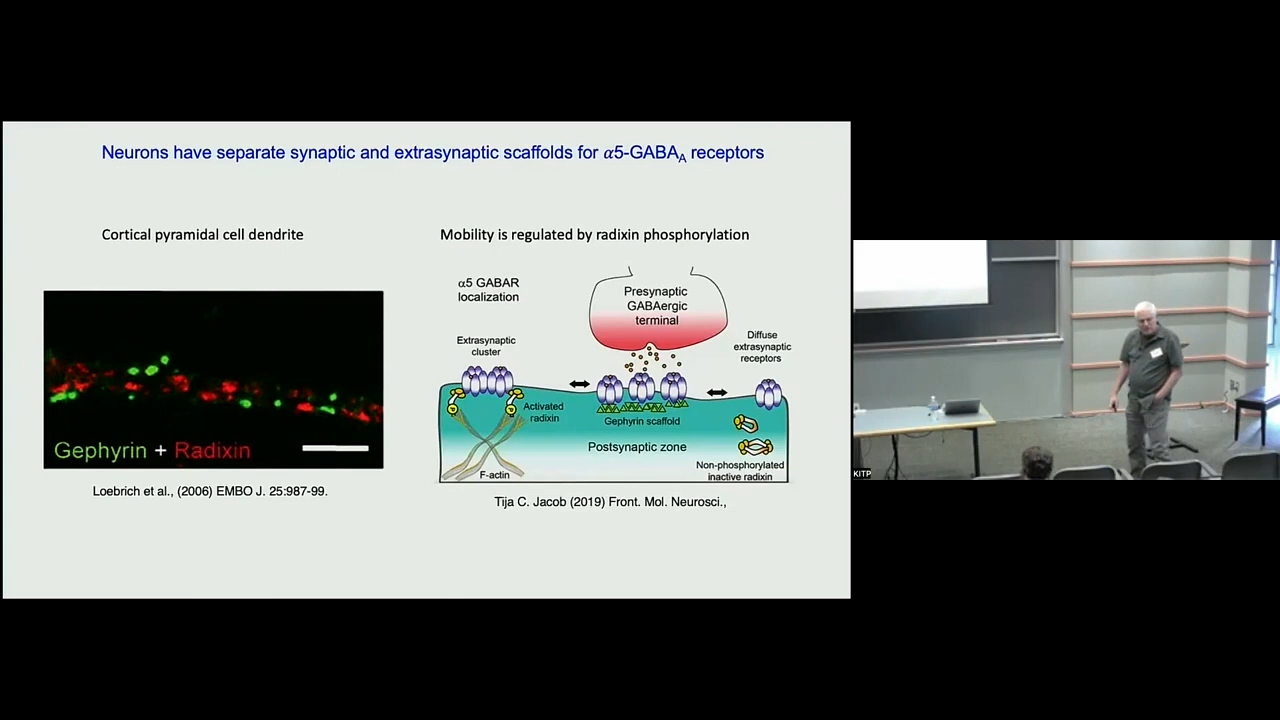 Neurons have separate synaptic and extrasynaptic scaffolds for α5-GABAA receptors
Cortical pyramidal cell dendrite
Gephyrin + Radixin
Loebrich et al., (2006) EMBO J. 25:987-99.
Mobility is regulated by radixin phosphorylation
α5 GABAR
localization
Presynaptic
GABAergic
terminal
Extrasynaptic
cluster
Diffuse
extrasynaptic
receptors
Activated
radixin
Gephyrin scaffold
Postsynaptic zone
F-actin
Non-phosphorylated
inactive radixin
Tija C. Jacob (2019) Front. Mol. Neurosci.,
KITP